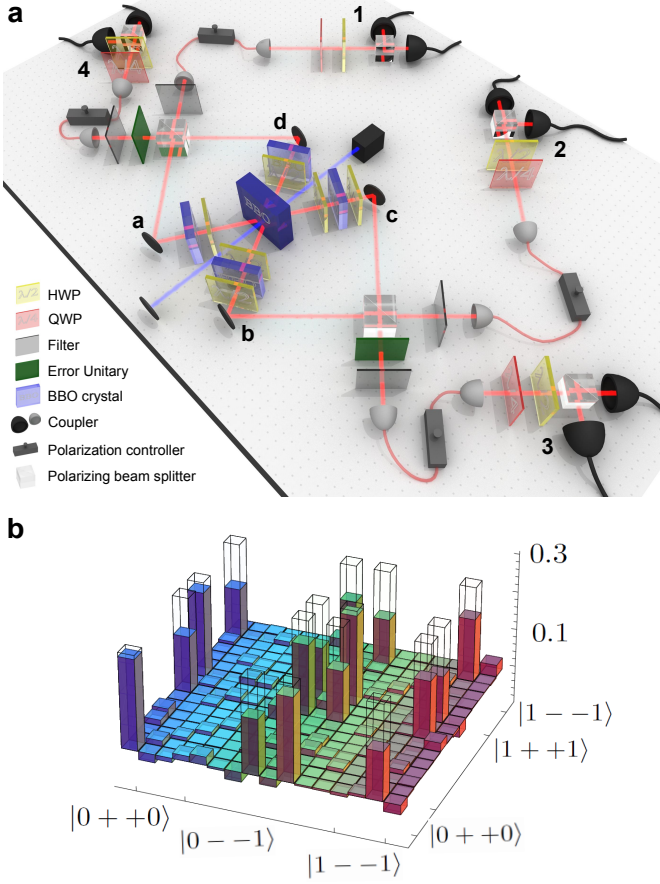 a
1
4
2
d
a
c
b
3
BBO
λ/2
HWP
QWP
Filter
Error Unitary
BBO crystal
Coupler
Polarization controller
Polarizing beam splitter
b
0.3
0.1
|1 - -1⟩
|1 + +1⟩
|0 + +0⟩
|0 - -1⟩
|1 - -1⟩
|0 + +0⟩